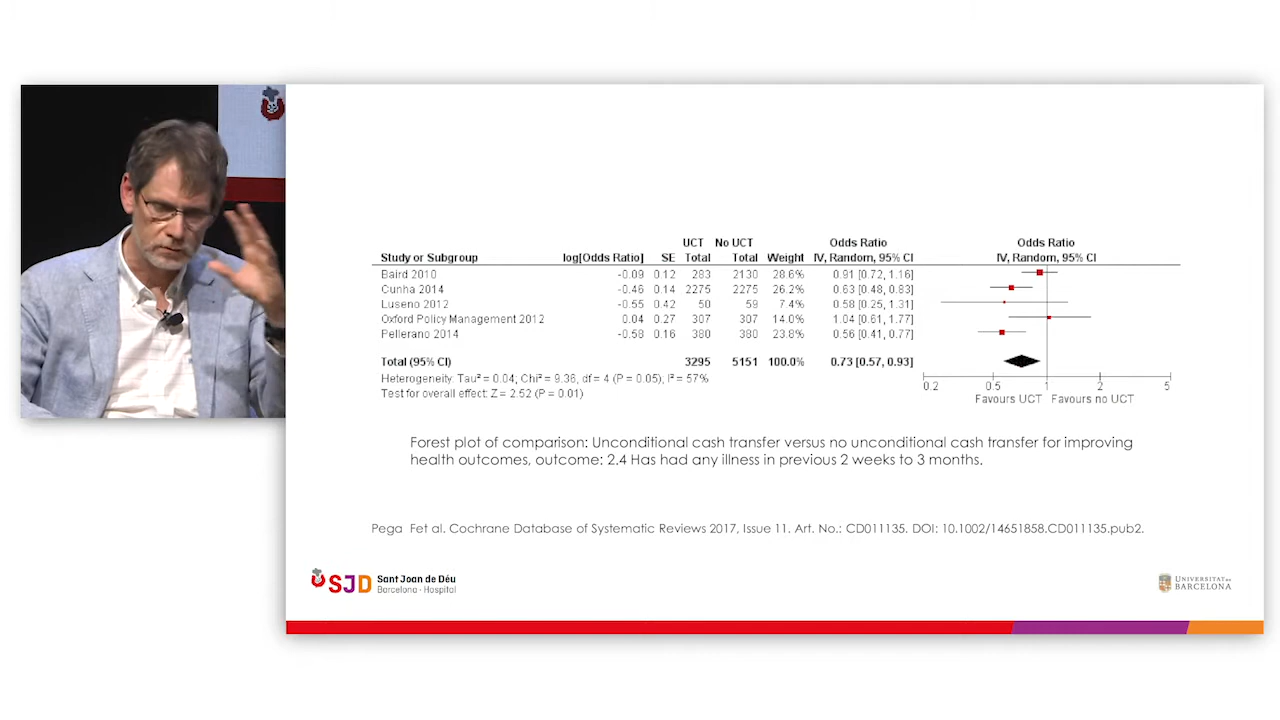 UCT No UCT Odds Ratio Odds Ratio
Study or Subgroup log[Odds Ratio] SE Total Total Weight IV, Random, 95% CI IV, Random, 95% CI
Baird 2010 -0.09 0.12 283 2130 28.6% 0.91 [0.72, 1.16]
Cunha 2014 -0.46 0.14 2275 2275 26.2% 0.63 [0.48, 0.83]
Luseno 2012 -0.55 0.42 50 59 7.4% 0.58 [0.25, 1.31]
Oxford Policy Management 2012 0.04 0.27 307 307 14.0% 1.04 [0.61, 1.77]
Pellerano 2014 -0.58 0.16 380 380 23.8% 0.56 [0.41, 0.77]
Total (95% CI) 3295 5151 100.0% 0.73 [0.57, 0.93]
Heterogeneity: Tau² = 0.04; Chi² = 9.36, df = 4 (P = 0.05); I² = 57%
Test for overall effect: Z = 2.52 (P = 0.01)
0.2 0.5 1 2 5
Favours UCT Favours no UCT
Forest plot of comparison: Unconditional cash transfer versus no unconditional cash transfer for improving
health outcomes, outcome: 2.4 Has had any illness in previous 2 weeks to 3 months.
Pega Fet al. Cochrane Database of Systematic Reviews 2017, Issue 11. Art. No.: CD011135. DOI: 10.1002/14651858.CD011135.pub2.
SJD Sant Joan de Déu
Barcelona · Hospital
UNIVERSITAT DE
BARCELONA